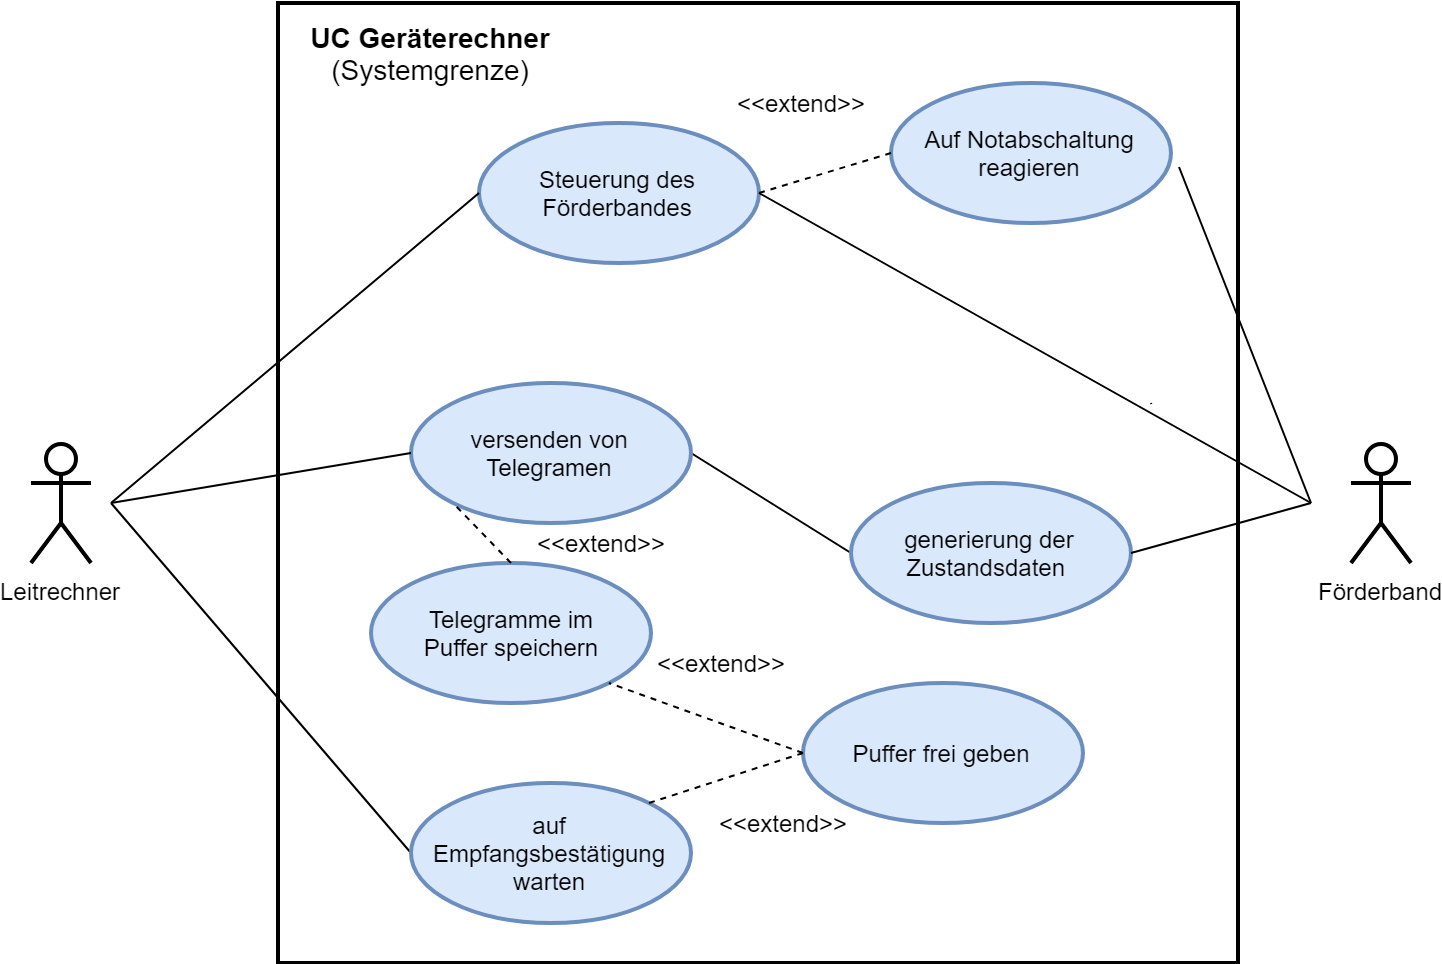 UC Geräterechner
(Systemgrenze)
<<extend>>
Auf Notabschaltung
reagieren
Steuerung des
Förderbandes
versenden von
Telegramen
<<extend>>
generierung der
Zustandsdaten
Leitrechner
Förderband
Telegramme im
Puffer speichern
<<extend>>
Puffer frei geben
<<extend>>
auf
Empfangsbestätigung
warten